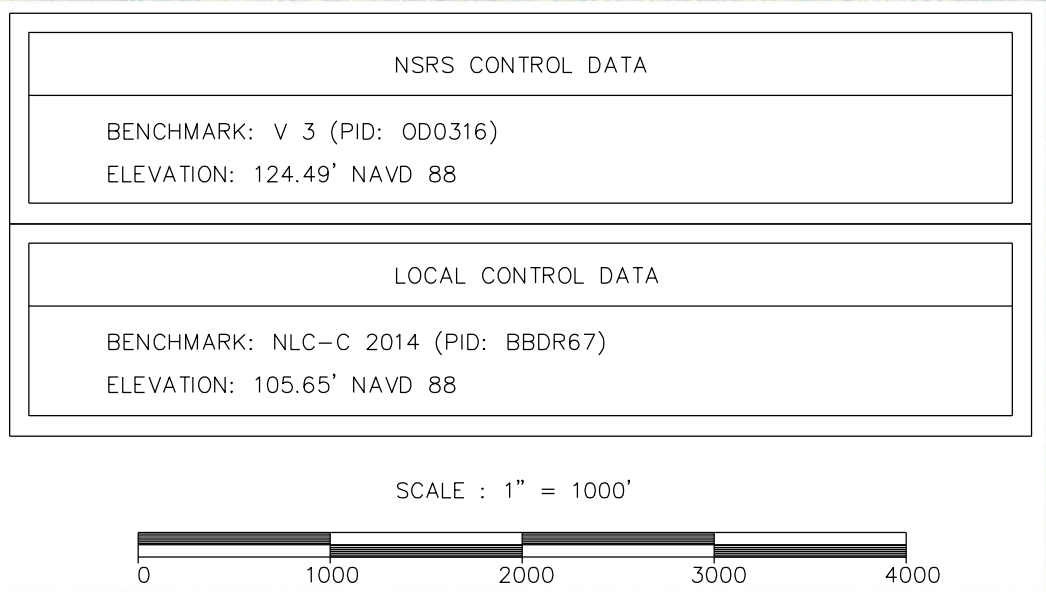 NSRS CONTROL DATA
BENCHMARK: V 3 (PID: OD0316)
ELEVATION: 124.49' NAVD 88
LOCAL CONTROL DATA
BENCHMARK: NLC-C 2014 (PID: BBDR67)
ELEVATION: 105.65' NAVD 88
SCALE : 1" = 1000'
0 1000 2000 3000 4000